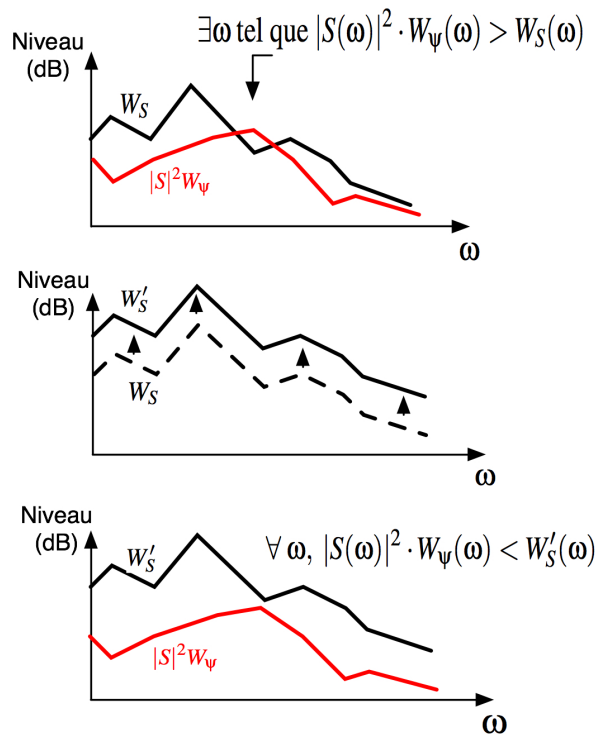 ∃ω tel que |S(ω)|²·W_ψ(ω) > W_S(ω)
Niveau
(dB)
W_S
|S|²W_ψ
ω
Niveau
(dB)
W′_S
W_S
ω
Niveau
(dB)
W′_S
∀ ω, |S(ω)|²·W_ψ(ω) < W′_S(ω)
|S|²W_ψ
ω